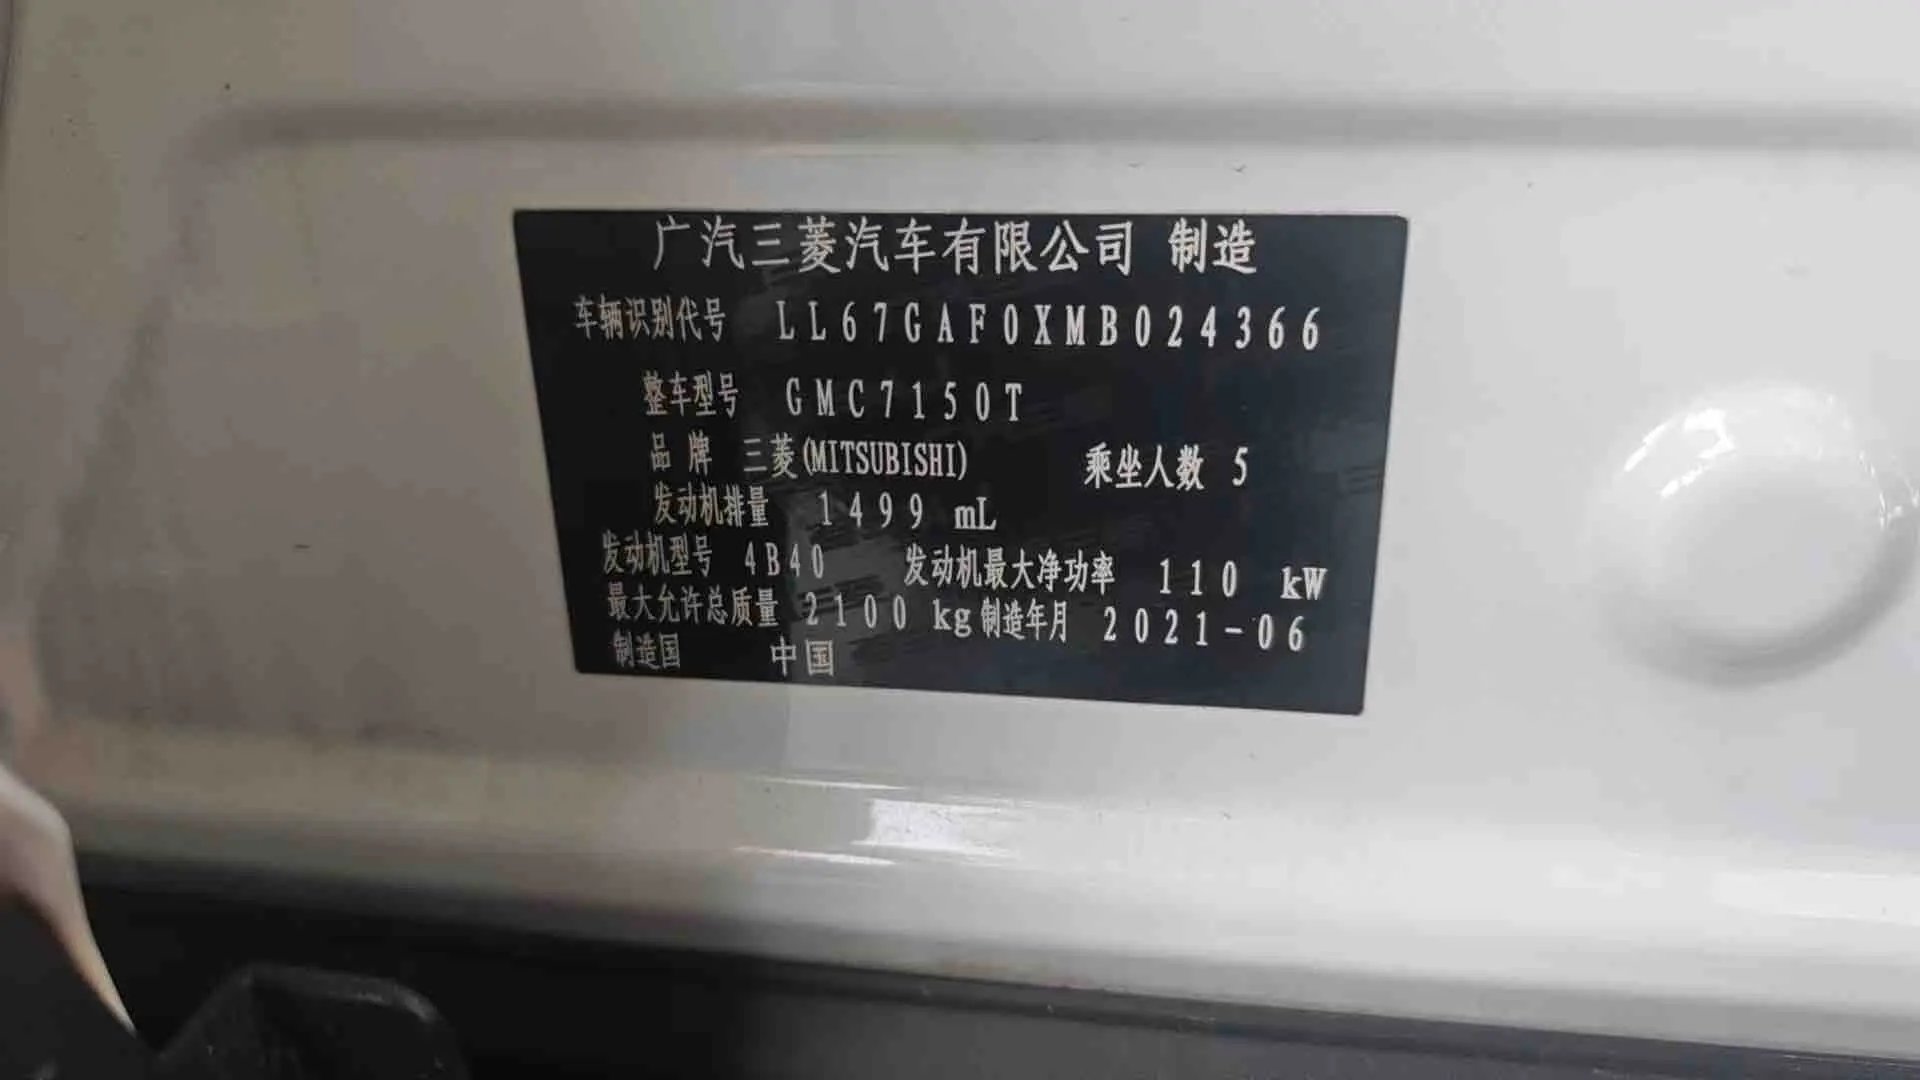 广汽三菱汽车有限公司 制造
车辆识别代号 LL67GAF0XMB024366
整车型号 GMC7150T
品牌 三菱(MITSUBISHI) 乘坐人数 5
发动机排量 1499 mL
发动机型号 4B40 发动机最大净功率 110 kW
最大允许总质量 2100 kg 制造年月 2021-06
制造国 中国